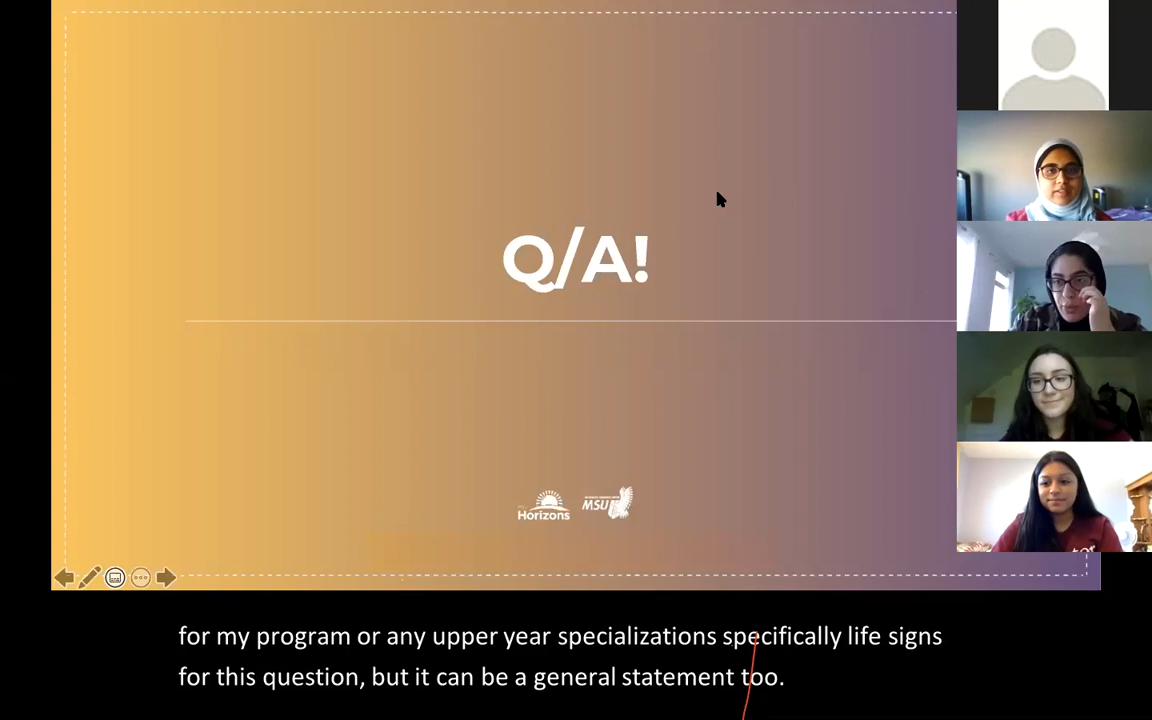 Q/A!
Horizons
MSU
for my program or any upper year specializations specifically life signs
for this question, but it can be a general statement too.